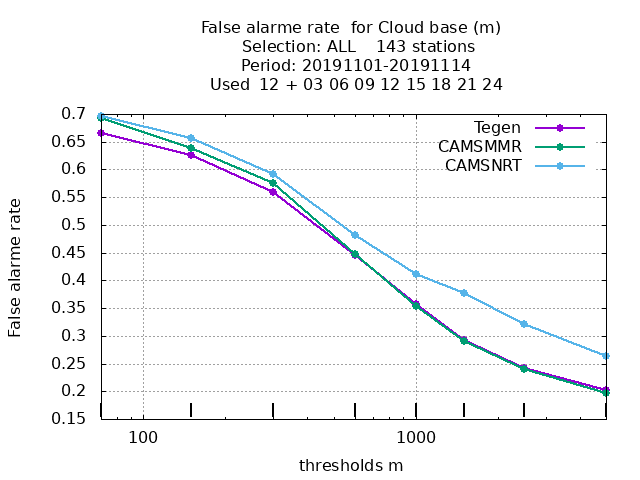 False alarme rate  for Cloud base (m)
Selection: ALL    143 stations
Period: 20191101-20191114
Used  12 + 03 06 09 12 15 18 21 24
Tegen
CAMSMMR
CAMSNRT
0.7
0.65
0.6
0.55
0.5
0.45
0.4
0.35
0.3
0.25
0.2
0.15
False alarme rate
100
1000
thresholds m